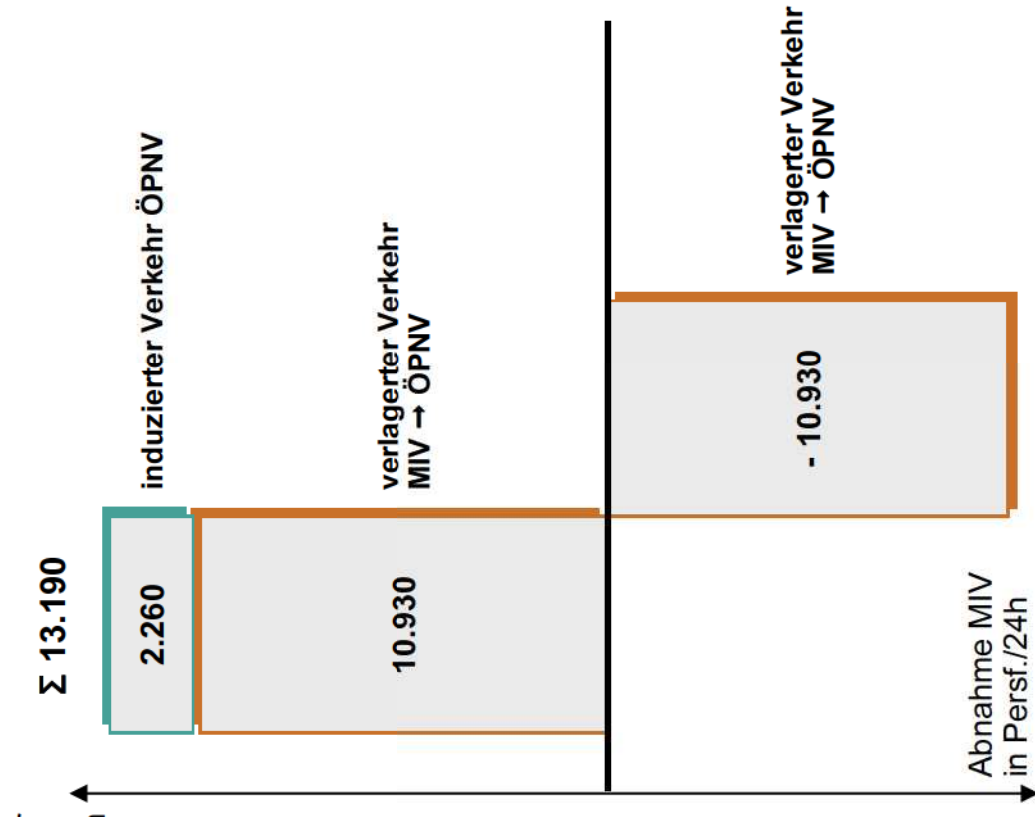 Σ 13.190
2.260
induzierter Verkehr ÖPNV
10.930
verlagerter Verkehr
MIV → ÖPNV
- 10.930
verlagerter Verkehr
MIV → ÖPNV
Abnahme MIV
in Persf./24h